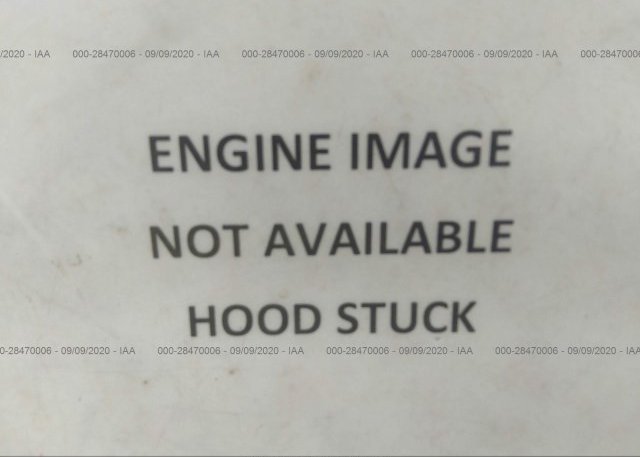 /2020 - IAA 000-28470006 - 09/09/2020 - IAA 000-28470006 - 09/09/2020 - IAA 000-28470006 - 09/09/2020 - IAA 000-28470006
ENGINE IMAGE
NOT AVAILABLE
HOOD STUCK
0-28470006 - 09/09/2020 - IAA 000-28470006 - 09/09/2020 - IAA 000-28470006 - 09/09/2020 - IAA 000-28470006 - 09/09/2020 - IAA